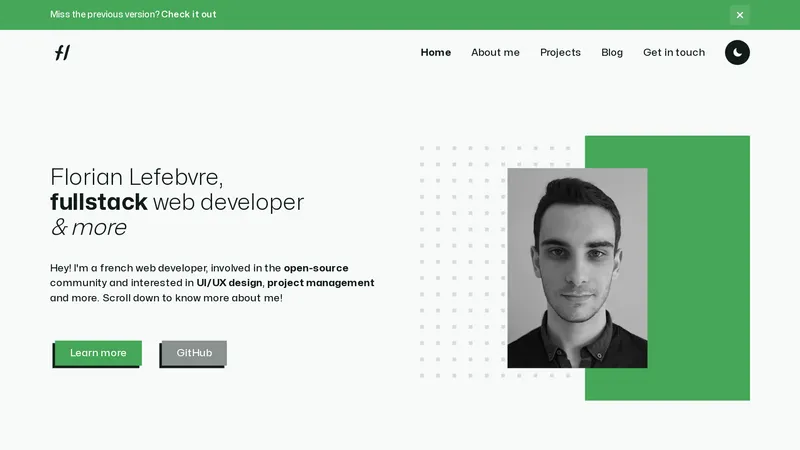 Miss the previous version? Check it out
fl
Home About me Projects Blog Get in touch
Florian Lefebvre,
fullstack web developer
& more
Hey! I'm a french web developer, involved in the open-source
community and interested in UI/UX design, project management
and more. Scroll down to know more about me!
Learn more GitHub